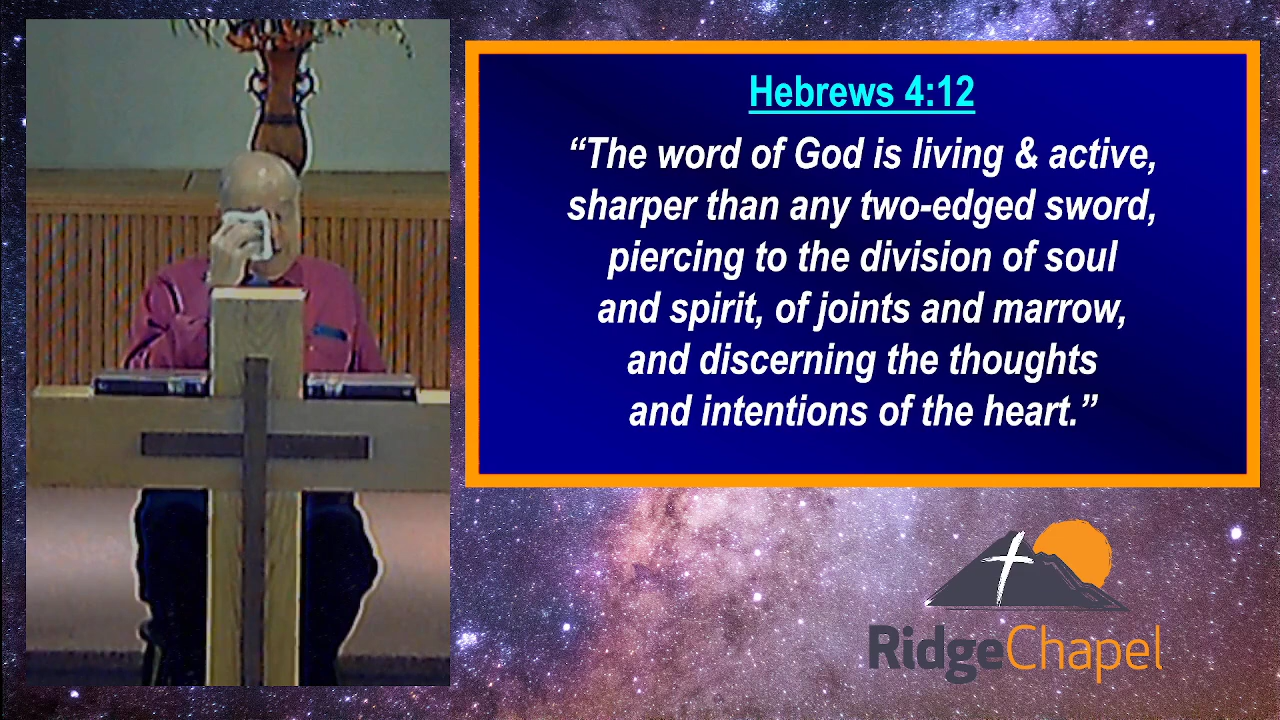 Hebrews 4:12
“The word of God is living & active,
sharper than any two-edged sword,
piercing to the division of soul
and spirit, of joints and marrow,
and discerning the thoughts
and intentions of the heart.”
RidgeChapel